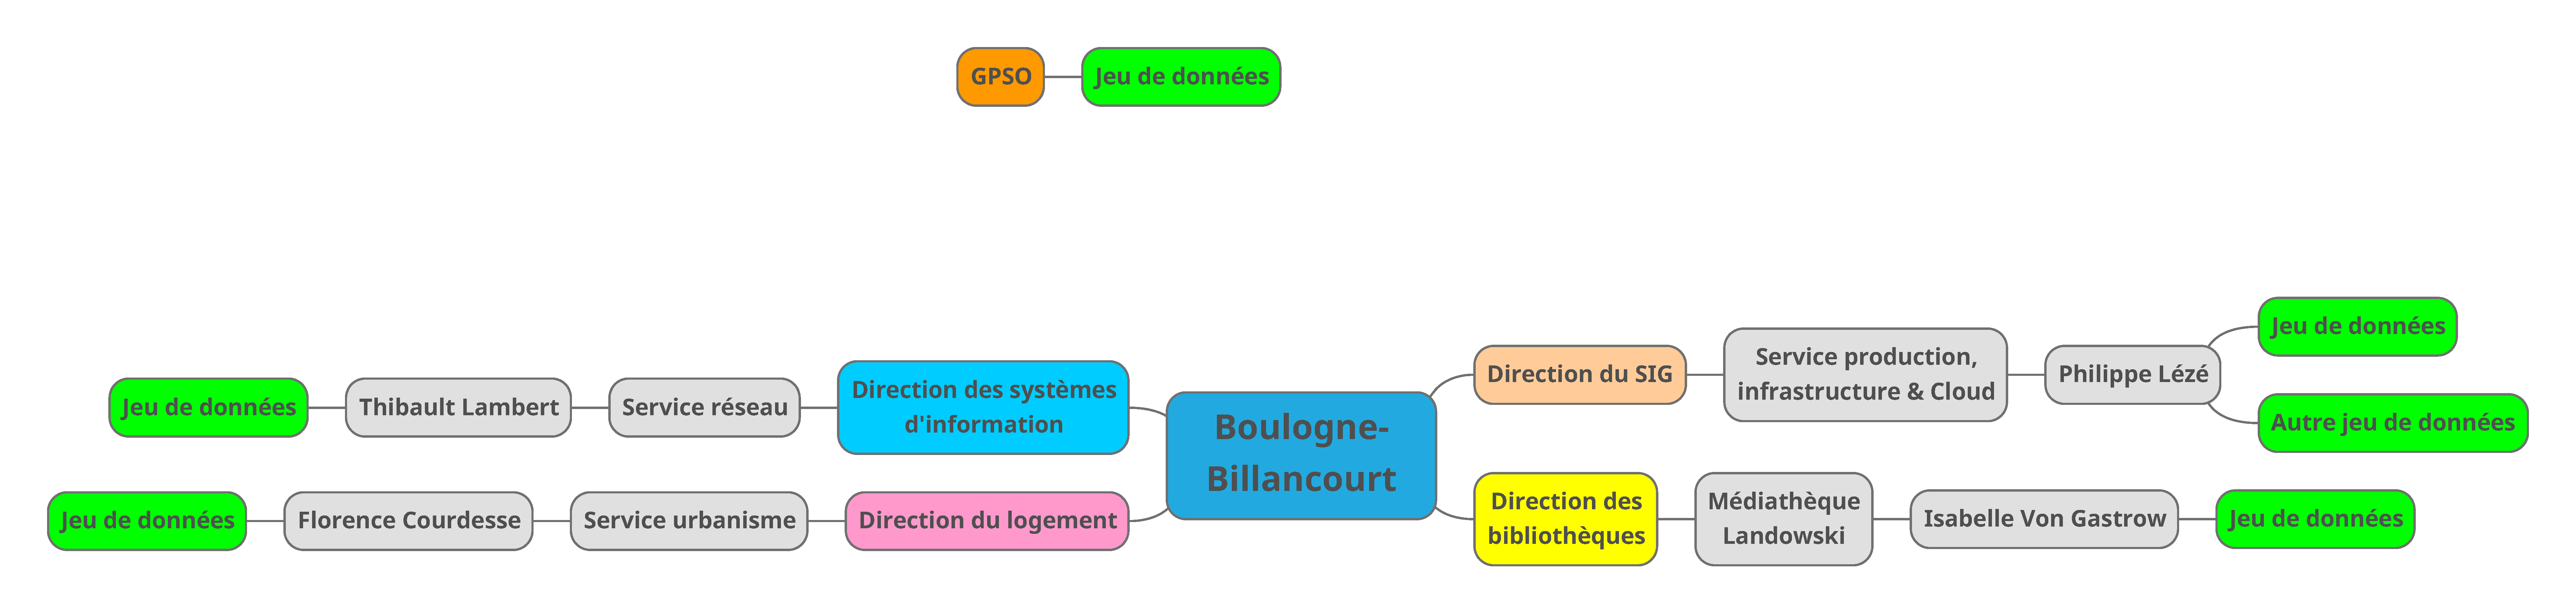 GPSO
Jeu de données
Jeu de données
Thibault Lambert
Service réseau
Direction des systèmes
d'information
Jeu de données
Florence Courdesse
Service urbanisme
Direction du logement
Boulogne-
Billancourt
Direction du SIG
Service production,
infrastructure & Cloud
Philippe Lézé
Jeu de données
Autre jeu de données
Direction des
bibliothèques
Médiathèque
Landowski
Isabelle Von Gastrow
Jeu de données